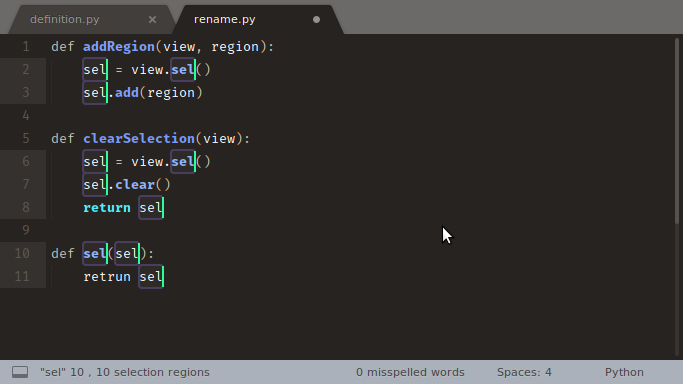 definition.py × rename.py
1 def addRegion(view, region):
2 sel = view.sel()
3 sel.add(region)
4
5 def clearSelection(view):
6 sel = view.sel()
7 sel.clear()
8 return sel
9
10 def sel(sel):
11 retrun sel
"sel" 10 , 10 selection regions 0 misspelled words Spaces: 4 Python